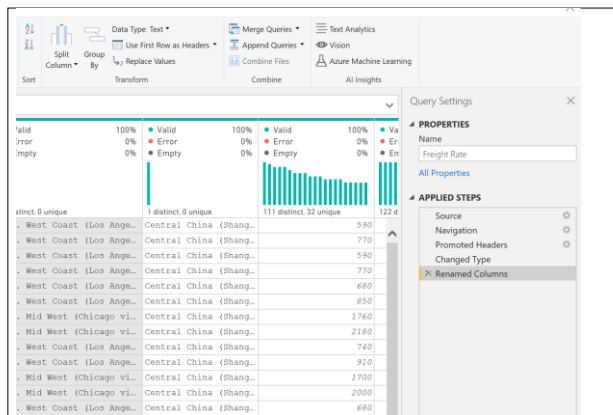 Data Type: Text
Use First Row as Headers
Replace Values
Split
Column
Group
By
Sort
Transform
Merge Queries
Append Queries
Combine Files
Combine
Text Analytics
Vision
Azure Machine Learning
AI Insights
Valid 100%
Error 0%
Empty 0%
Valid 100%
Error 0%
Empty 0%
Valid 100%
Error 0%
Empty 0%
stinct, 0 unique
1 distinct, 0 unique
111 distinct, 32 unique
122 d
. West Coast (Los Ange… Central China (Shang… 590
. West Coast (Los Ange… Central China (Shang… 770
. West Coast (Los Ange… Central China (Shang… 590
. West Coast (Los Ange… Central China (Shang… 770
. West Coast (Los Ange… Central China (Shang… 680
. West Coast (Los Ange… Central China (Shang… 850
. Mid West (Chicago vi… Central China (Shang… 1760
. Mid West (Chicago vi… Central China (Shang… 2180
. West Coast (Los Ange… Central China (Shang… 740
. West Coast (Los Ange… Central China (Shang… 910
. Mid West (Chicago vi… Central China (Shang… 1700
. Mid West (Chicago vi… Central China (Shang… 2000
. West Coast (Los Ange… Central China (Shang… 680
Query Settings
PROPERTIES
Name
Freight Rate
All Properties
APPLIED STEPS
Source
Navigation
Promoted Headers
Changed Type
Renamed Columns